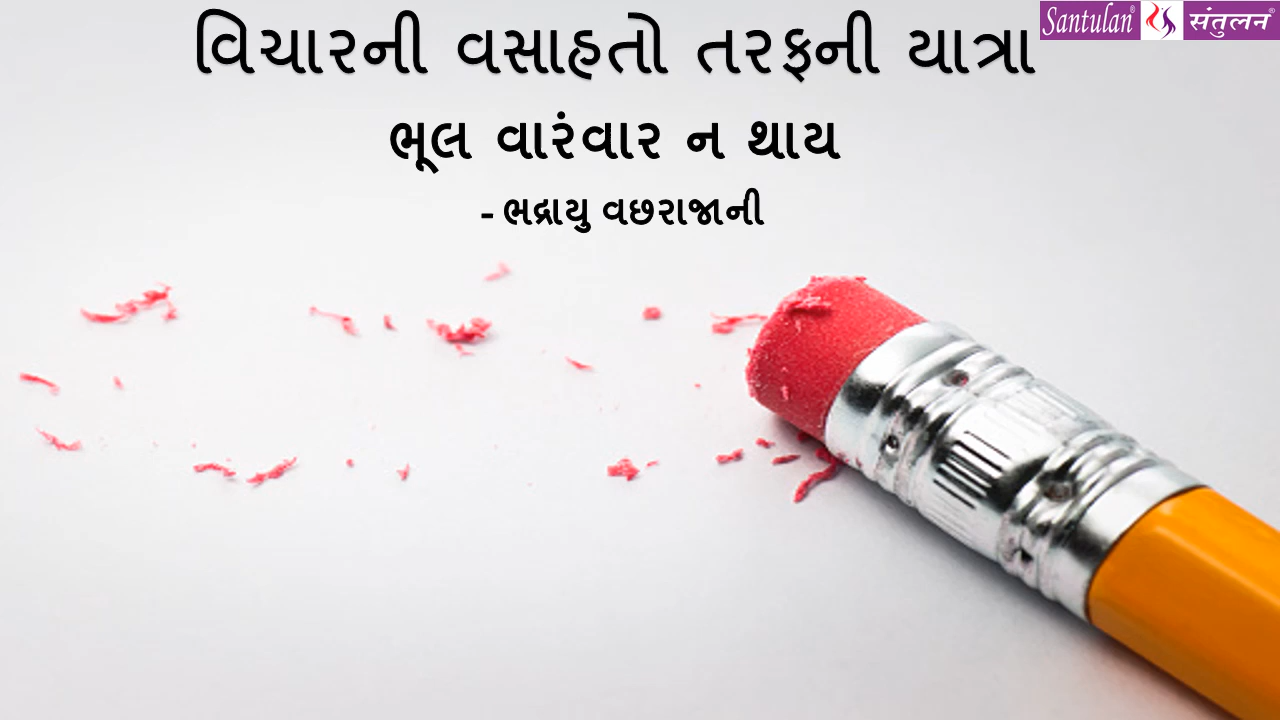 Santulan संतुलन
વિચારની વસાહતો તરફની યાત્રા
ભૂલ વારંવાર ન થાય
- ભદ્રાયુ વછરાજાની